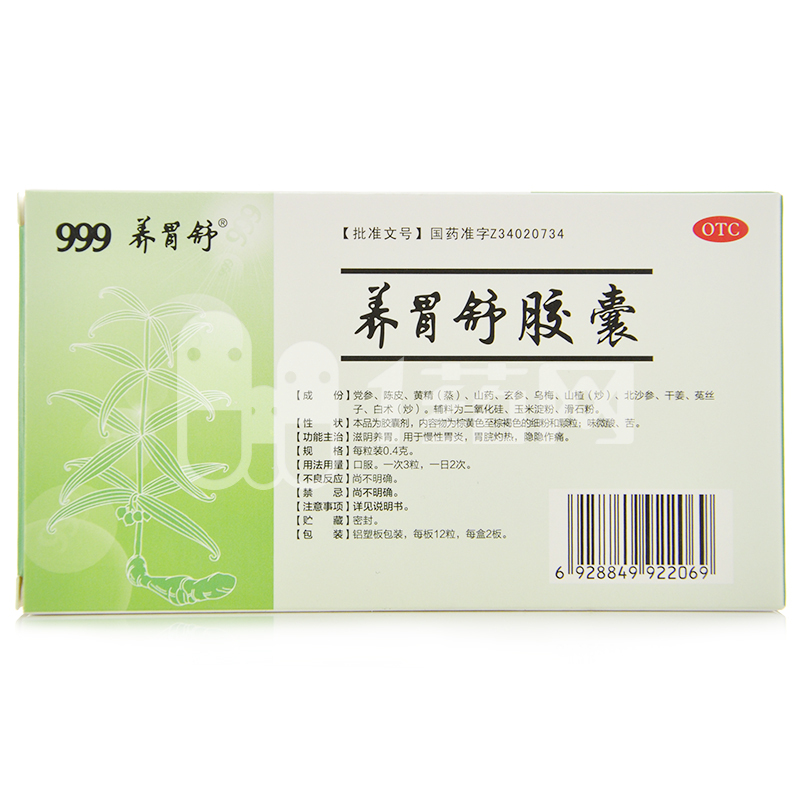 999 养胃舒®
【批准文号】国药准字Z34020734
OTC
养胃舒胶囊
【成　　份】党参、陈皮、黄精（蒸）、山药、玄参、乌梅、山楂（炒）、北沙参、干姜、菟丝
子、白术（炒）。辅料为二氧化硅、玉米淀粉、滑石粉。
【性　　状】本品为胶囊剂，内容物为棕黄色至棕褐色的细粉和颗粒；味微酸、苦。
【功能主治】滋阴养胃。用于慢性胃炎，胃脘灼热，隐隐作痛。
【规　　格】每粒装0.4克。
【用法用量】口服。一次3粒，一日2次。
【不良反应】尚不明确。
【禁　　忌】尚不明确。
【注意事项】详见说明书。
【贮　　藏】密封。
【包　　装】铝塑板包装，每板12粒，每盒2板。
6 928849 922069
1药网